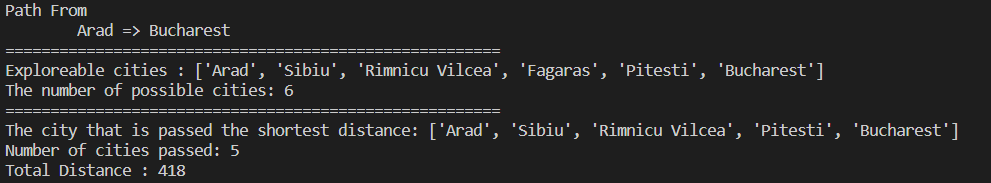 Path From
Arad => Bucharest
=======================================================
Exploreable cities : ['Arad', 'Sibiu', 'Rimnicu Vilcea', 'Fagaras', 'Pitesti', 'Bucharest']
The number of possible cities: 6
=======================================================
The city that is passed the shortest distance: ['Arad', 'Sibiu', 'Rimnicu Vilcea', 'Pitesti', 'Bucharest']
Number of cities passed: 5
Total Distance : 418